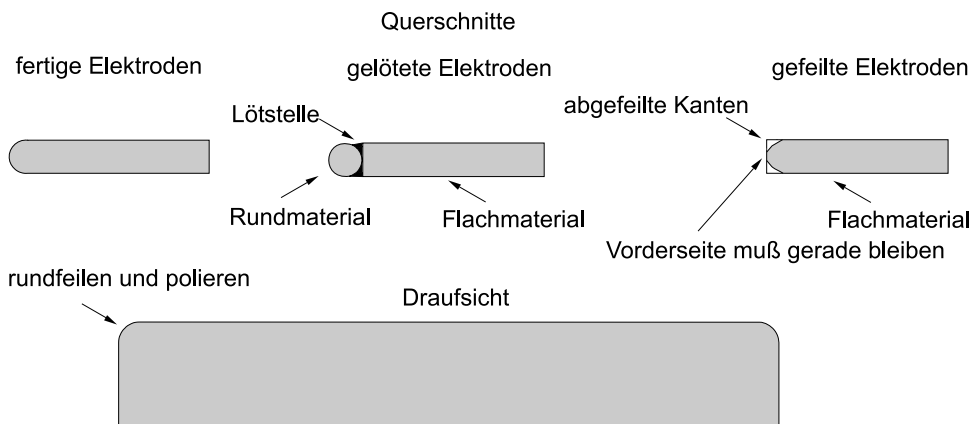 Querschnitte
fertige Elektroden
gelötete Elektroden
gefeilte Elektroden
Lötstelle
abgefeilte Kanten
Rundmaterial
Flachmaterial
Flachmaterial
Vorderseite muß gerade bleiben
rundfeilen und polieren
Draufsicht